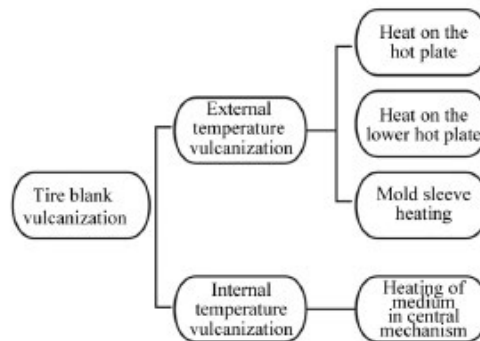 Heat on the
hot plate
External
temperature
vulcanization
Heat on the
lower hot plate
Tire blank
vulcanization
Mold sleeve
heating
Internal
temperature
vulcanization
Heating of
medium
in central
mechanism